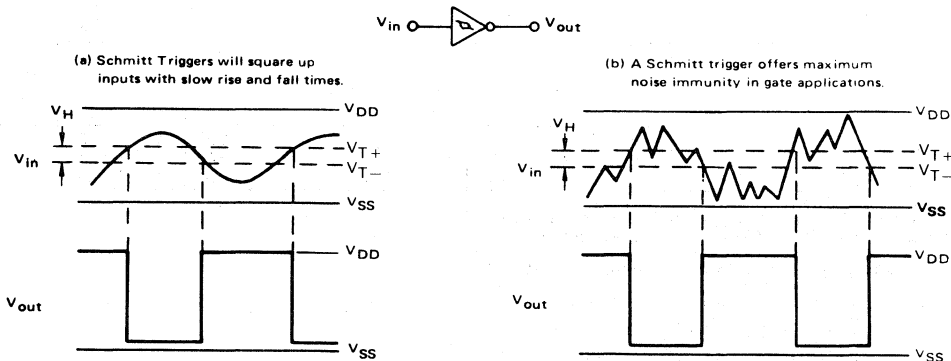 Vin Vout
(a) Schmitt Triggers will square up
inputs with slow rise and fall times.
VH
VDD
VT+
Vin
VT−
VSS
VDD
Vout
VSS
(b) A Schmitt trigger offers maximum
noise immunity in gate applications.
VDD
VH
VT+
Vin
VT−
VSS
VDD
Vout
VSS